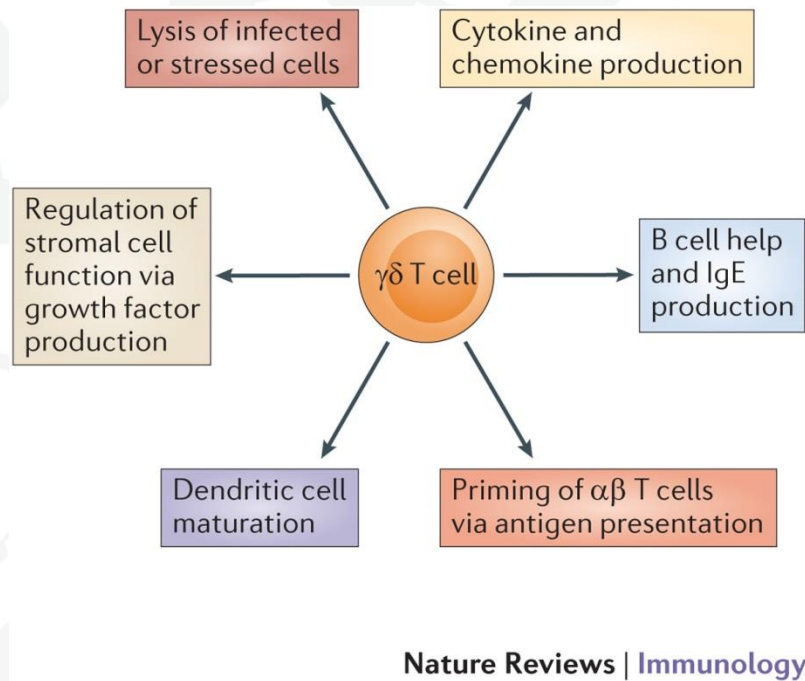 Lysis of infected
or stressed cells
Cytokine and
chemokine production
Regulation of
stromal cell
function via
growth factor
production
γδ T cell
B cell help
and IgE
production
Dendritic cell
maturation
Priming of αβ T cells
via antigen presentation
Nature Reviews | Immunology